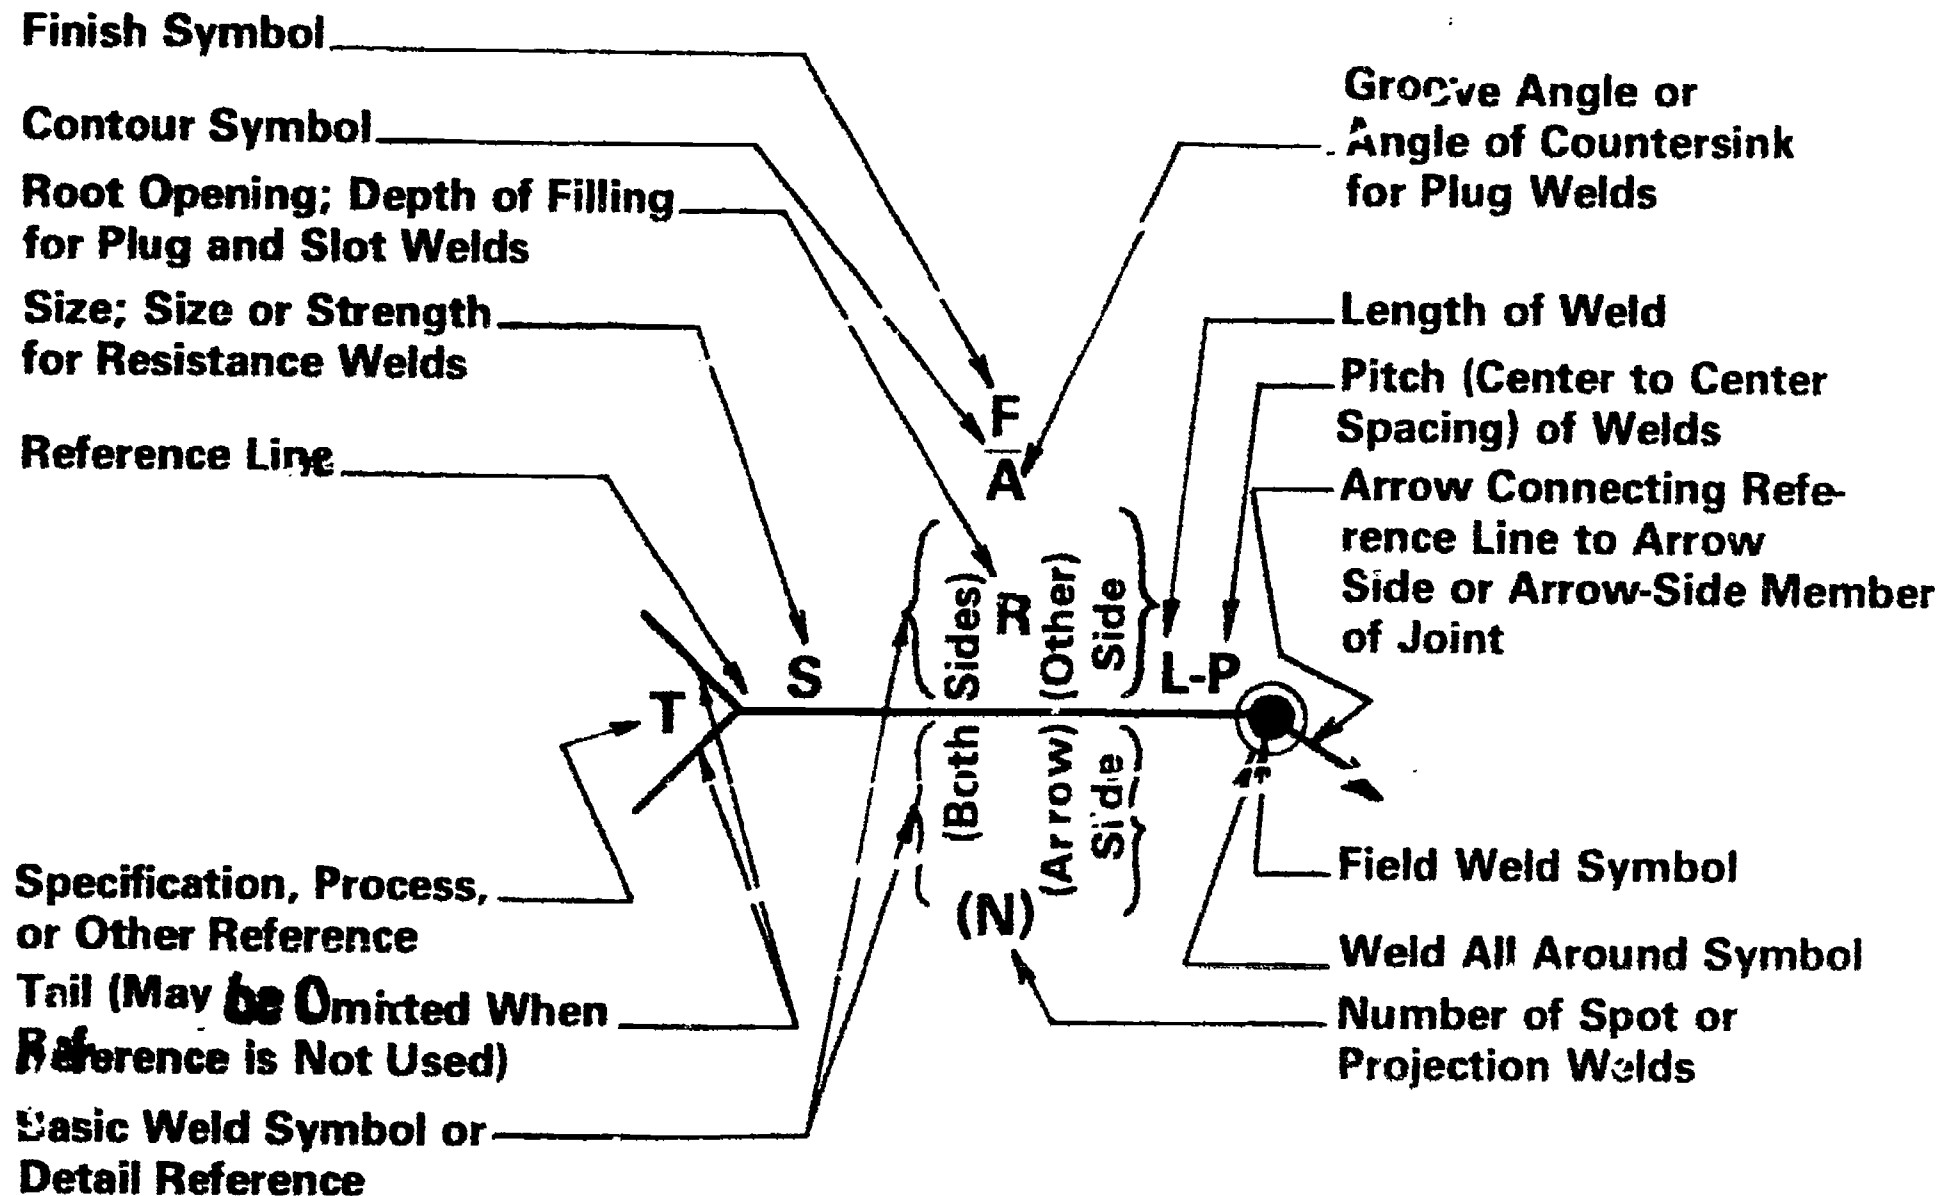 Finish Symbol
Contour Symbol
Root Opening; Depth of Filling
for Plug and Slot Welds
Size; Size or Strength
for Resistance Welds
Reference Line
Groove Angle or
Angle of Countersink
for Plug Welds
Length of Weld
Pitch (Center to Center
Spacing) of Welds
Arrow Connecting Refe-
rence Line to Arrow
Side or Arrow-Side Member
of Joint
F
A
R
S
T
L-P
(Both Sides)
(Other)
Side
(Arrow)
Side
(N)
Specification, Process,
or Other Reference
Tail (May be Omitted When
Reference is Not Used)
Basic Weld Symbol or
Detail Reference
Field Weld Symbol
Weld All Around Symbol
Number of Spot or
Projection Welds